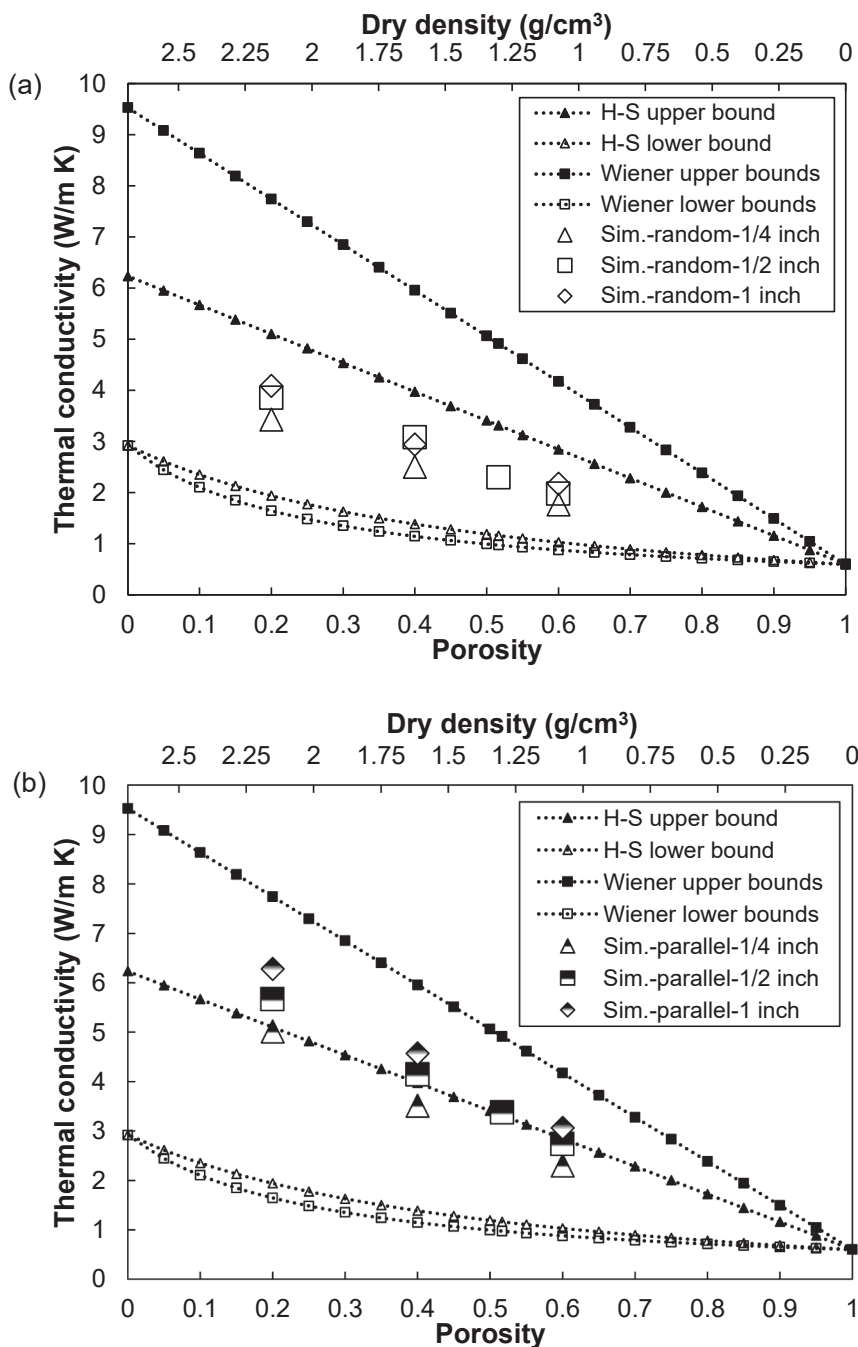 Dry density (g/cm³)
2.5 2.25 2 1.75 1.5 1.25 1 0.75 0.5 0.25 0
(a)
Thermal conductivity (W/m K)
10
9
8
7
6
5
4
3
2
1
0
H-S upper bound
H-S lower bound
Wiener upper bounds
Wiener lower bounds
Sim.-random-1/4 inch
Sim.-random-1/2 inch
Sim.-random-1 inch
0 0.1 0.2 0.3 0.4 0.5 0.6 0.7 0.8 0.9 1
Porosity
Dry density (g/cm³)
2.5 2.25 2 1.75 1.5 1.25 1 0.75 0.5 0.25 0
(b)
Thermal conductivity (W/m K)
10
9
8
7
6
5
4
3
2
1
0
H-S upper bound
H-S lower bound
Wiener upper bounds
Wiener lower bounds
Sim.-parallel-1/4 inch
Sim.-parallel-1/2 inch
Sim.-parallel-1 inch
0 0.1 0.2 0.3 0.4 0.5 0.6 0.7 0.8 0.9 1
Porosity